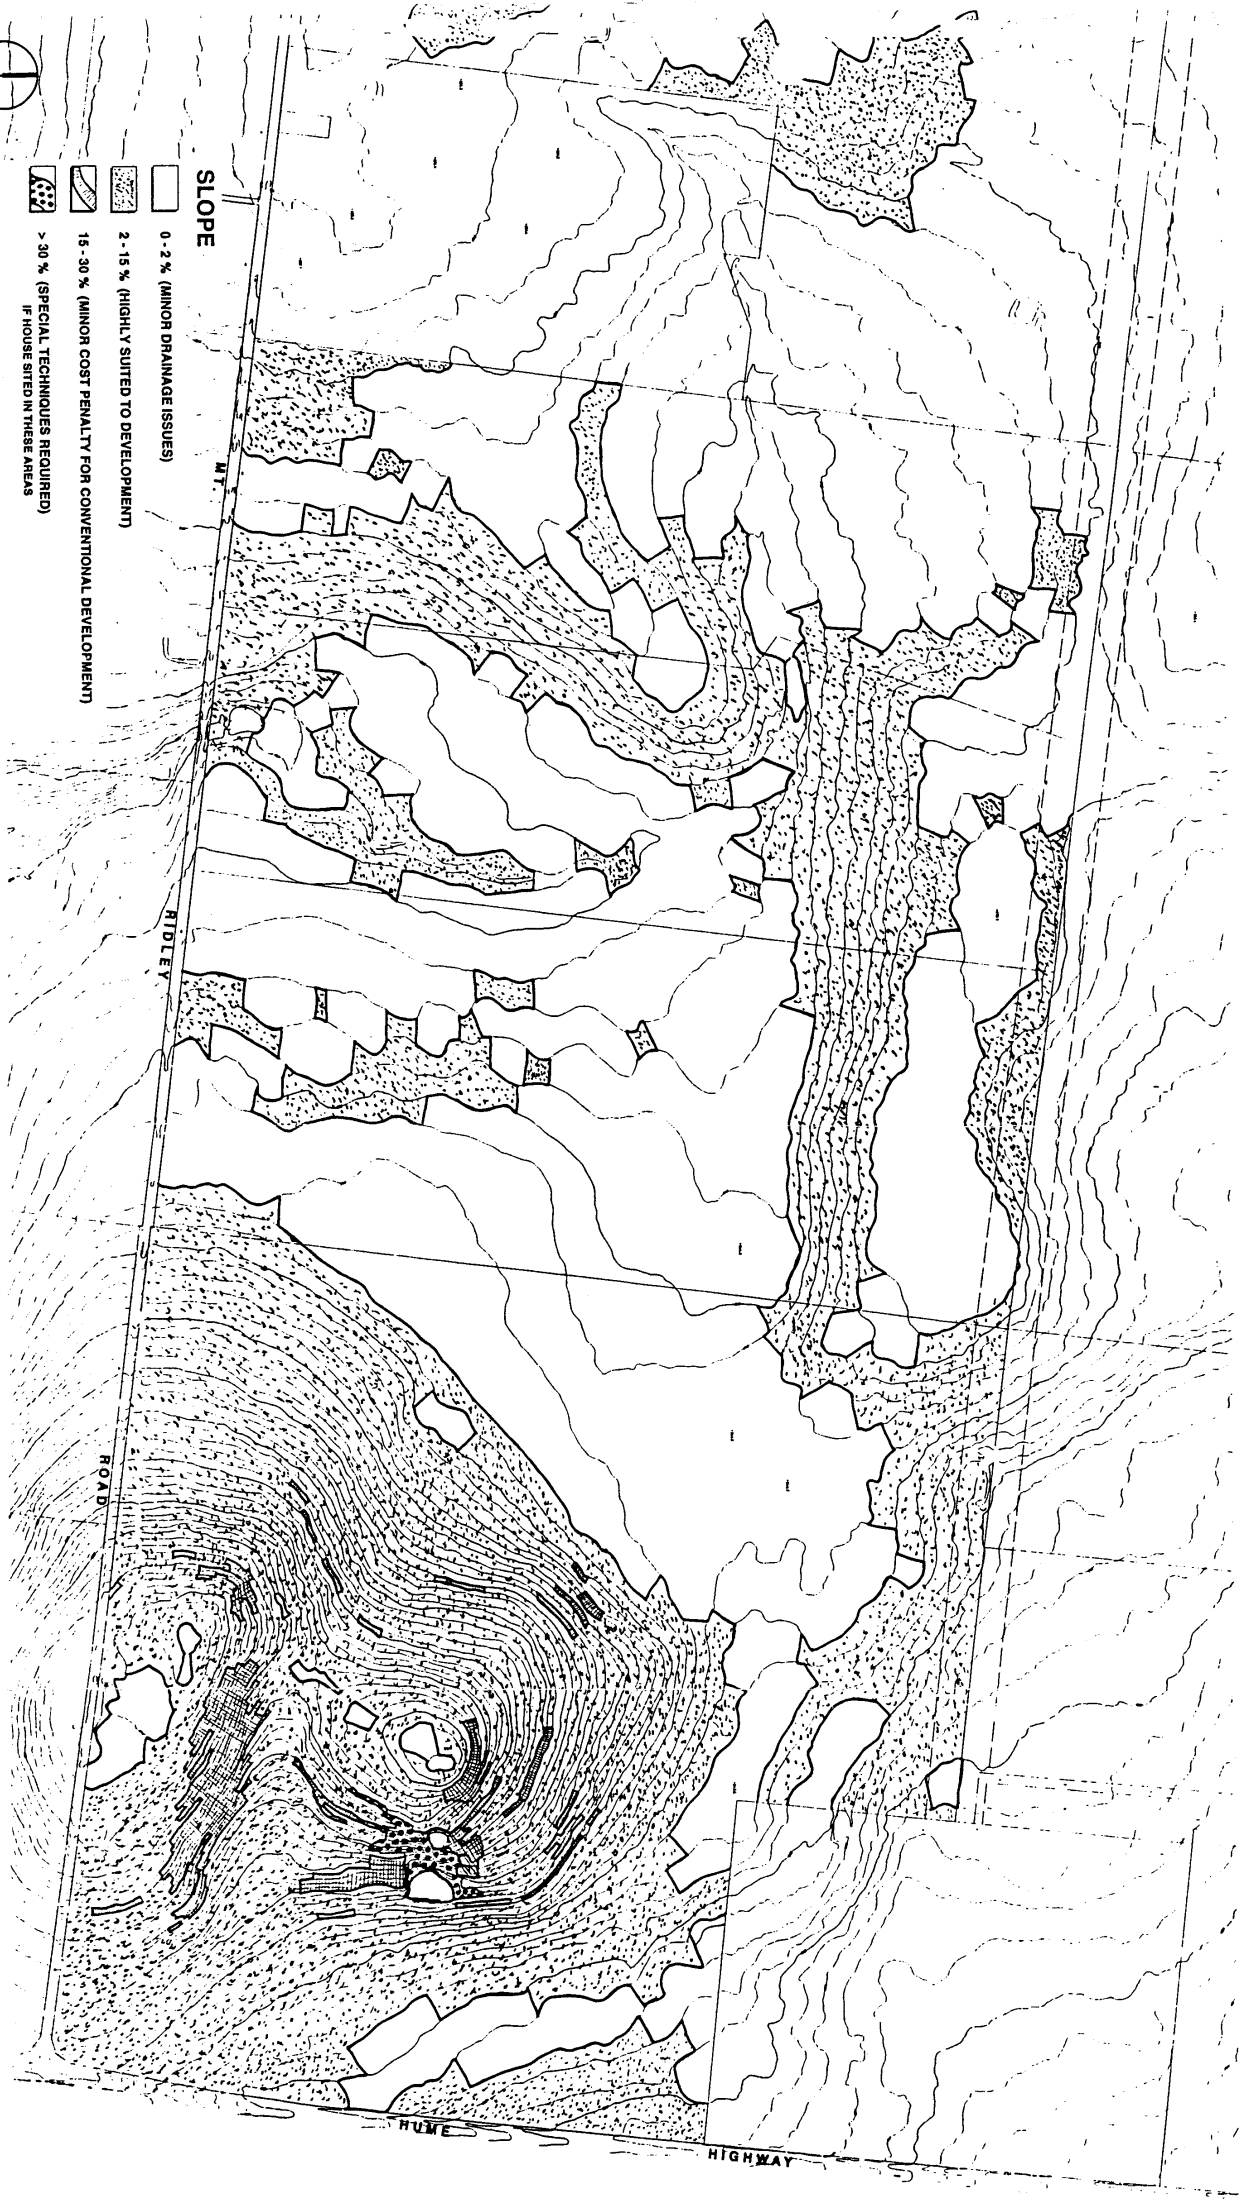 SLOPE
0 - 2 % (MINOR DRAINAGE ISSUES)
2 - 15 % (HIGHLY SUITED TO DEVELOPMENT)
15 - 30 % (MINOR COST PENALTY FOR CONVENTIONAL DEVELOPMENT)
> 30 % (SPECIAL TECHNIQUES REQUIRED)
IF HOUSE SITED IN THESE AREAS
MT.
RIDLEY
ROAD
HUME
HIGHWAY